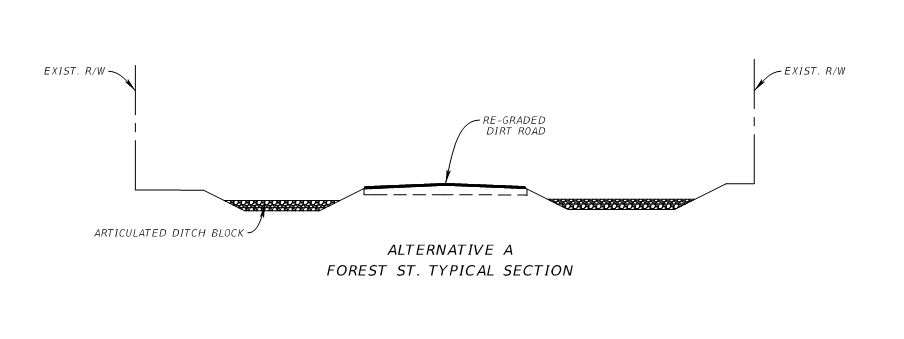 EXIST. R/W
EXIST. R/W
RE-GRADED
DIRT ROAD
ARTICULATED DITCH BLOCK
ALTERNATIVE A
FOREST ST. TYPICAL SECTION